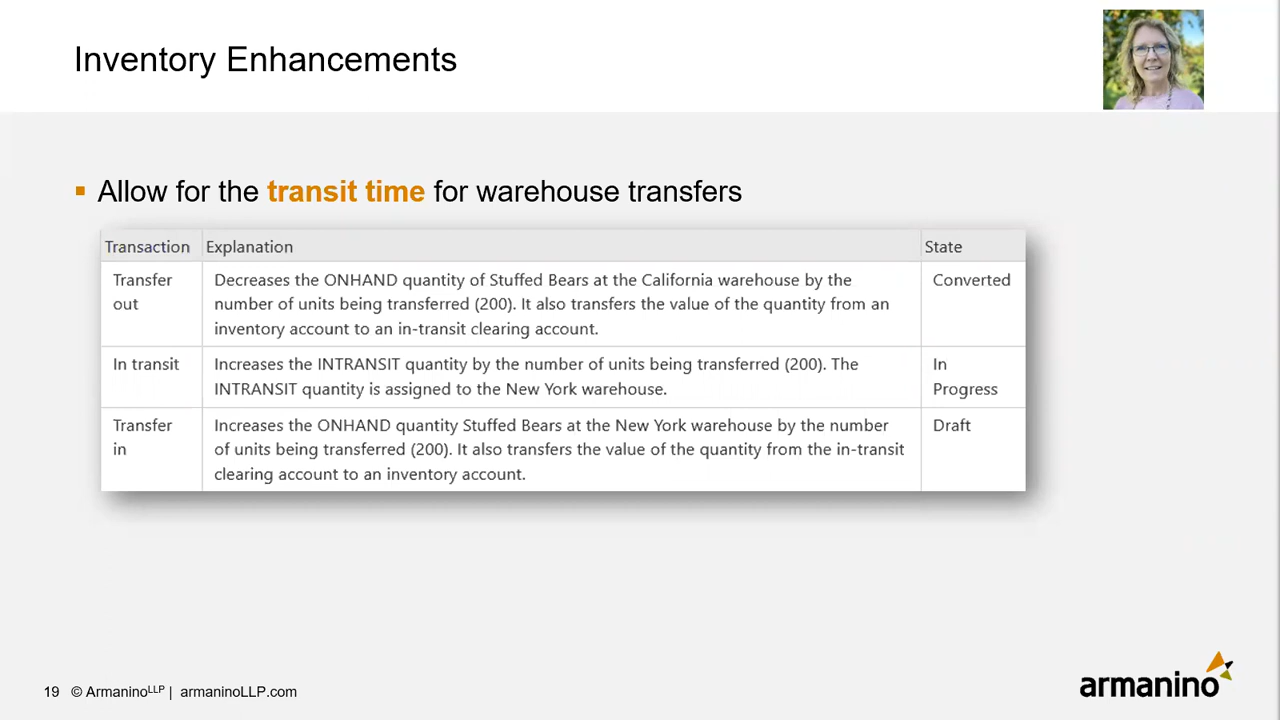 Inventory Enhancements
▪ Allow for the transit time for warehouse transfers
Transaction Explanation State
Transfer out
Decreases the ONHAND quantity of Stuffed Bears at the California warehouse by the
number of units being transferred (200). It also transfers the value of the quantity from an
inventory account to an in-transit clearing account.
Converted
In transit
Increases the INTRANSIT quantity by the number of units being transferred (200). The
INTRANSIT quantity is assigned to the New York warehouse.
In
Progress
Transfer
in
Increases the ONHAND quantity Stuffed Bears at the New York warehouse by the number
of units being transferred (200). It also transfers the value of the quantity from the in-transit
clearing account to an inventory account.
Draft
19 © ArmaninoLLP | armaninoLLP.com
armanino